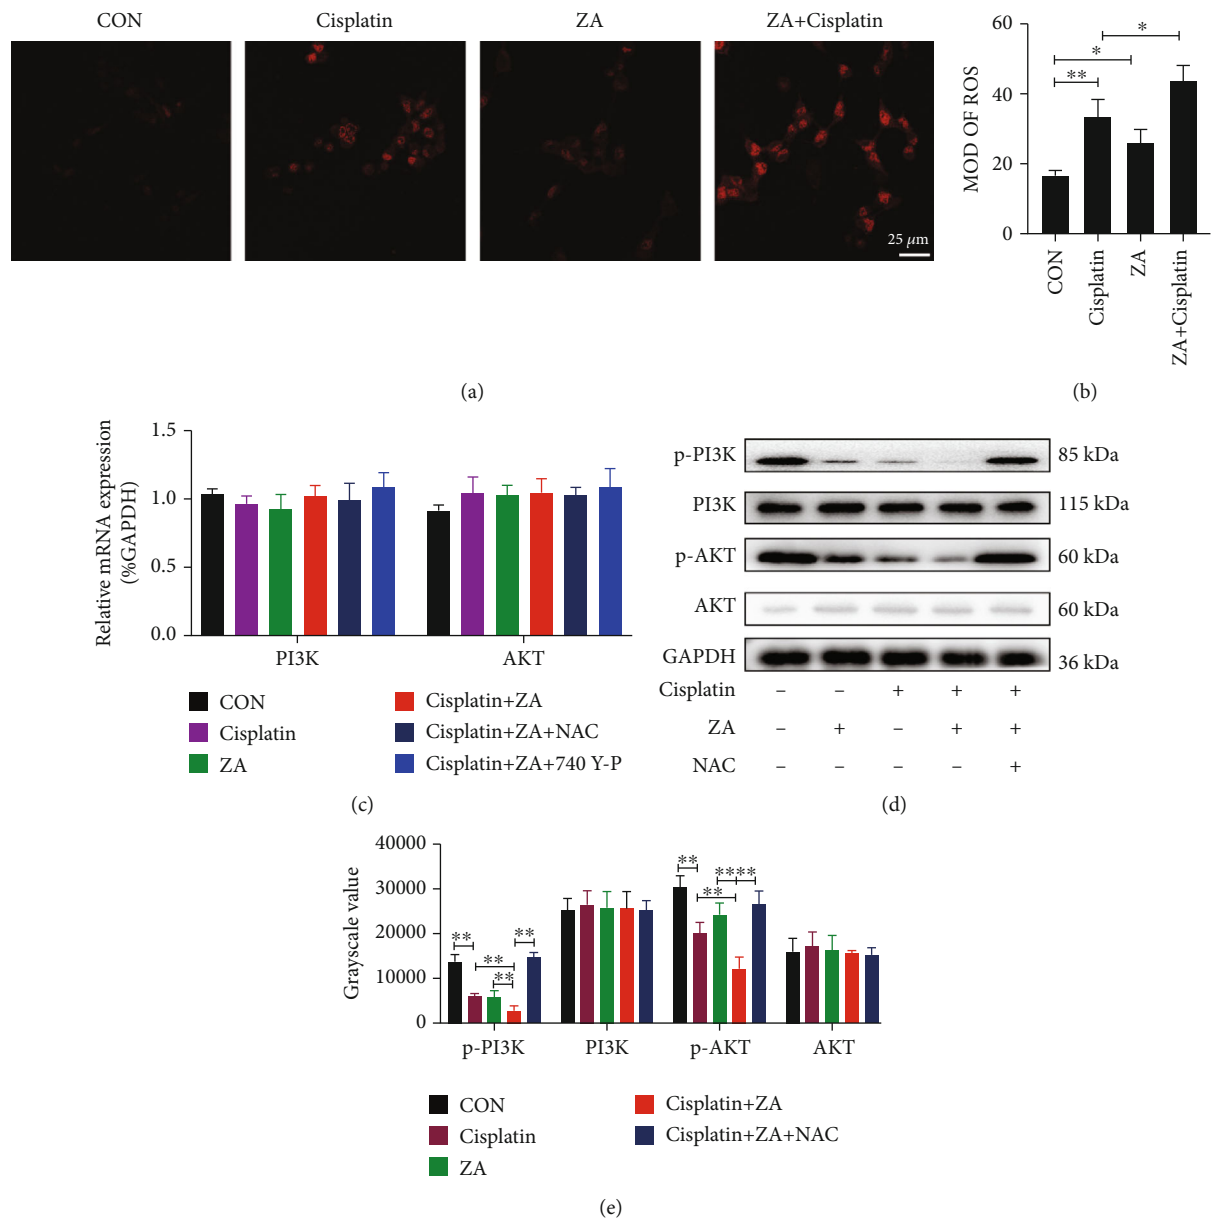 CON Cisplatin ZA ZA+Cisplatin
25 μm
(a)
MOD OF ROS
60
40
20
0
* * **
CON Cisplatin ZA ZA+Cisplatin
(b)
Relative mRNA expression
(%GAPDH)
1.5
1.0
0.5
0.0
PI3K AKT
CON
Cisplatin
ZA
Cisplatin+ZA
Cisplatin+ZA+NAC
Cisplatin+ZA+740 Y-P
(c)
p-PI3K 85 kDa
PI3K 115 kDa
p-AKT 60 kDa
AKT 60 kDa
GAPDH 36 kDa
Cisplatin – – + + +
ZA – + – + +
NAC – – – – +
(d)
Grayscale value
40000
30000
20000
10000
0
** ** ** **
** ** ** **
p-PI3K PI3K p-AKT AKT
CON
Cisplatin
ZA
Cisplatin+ZA
Cisplatin+ZA+NAC
(e)